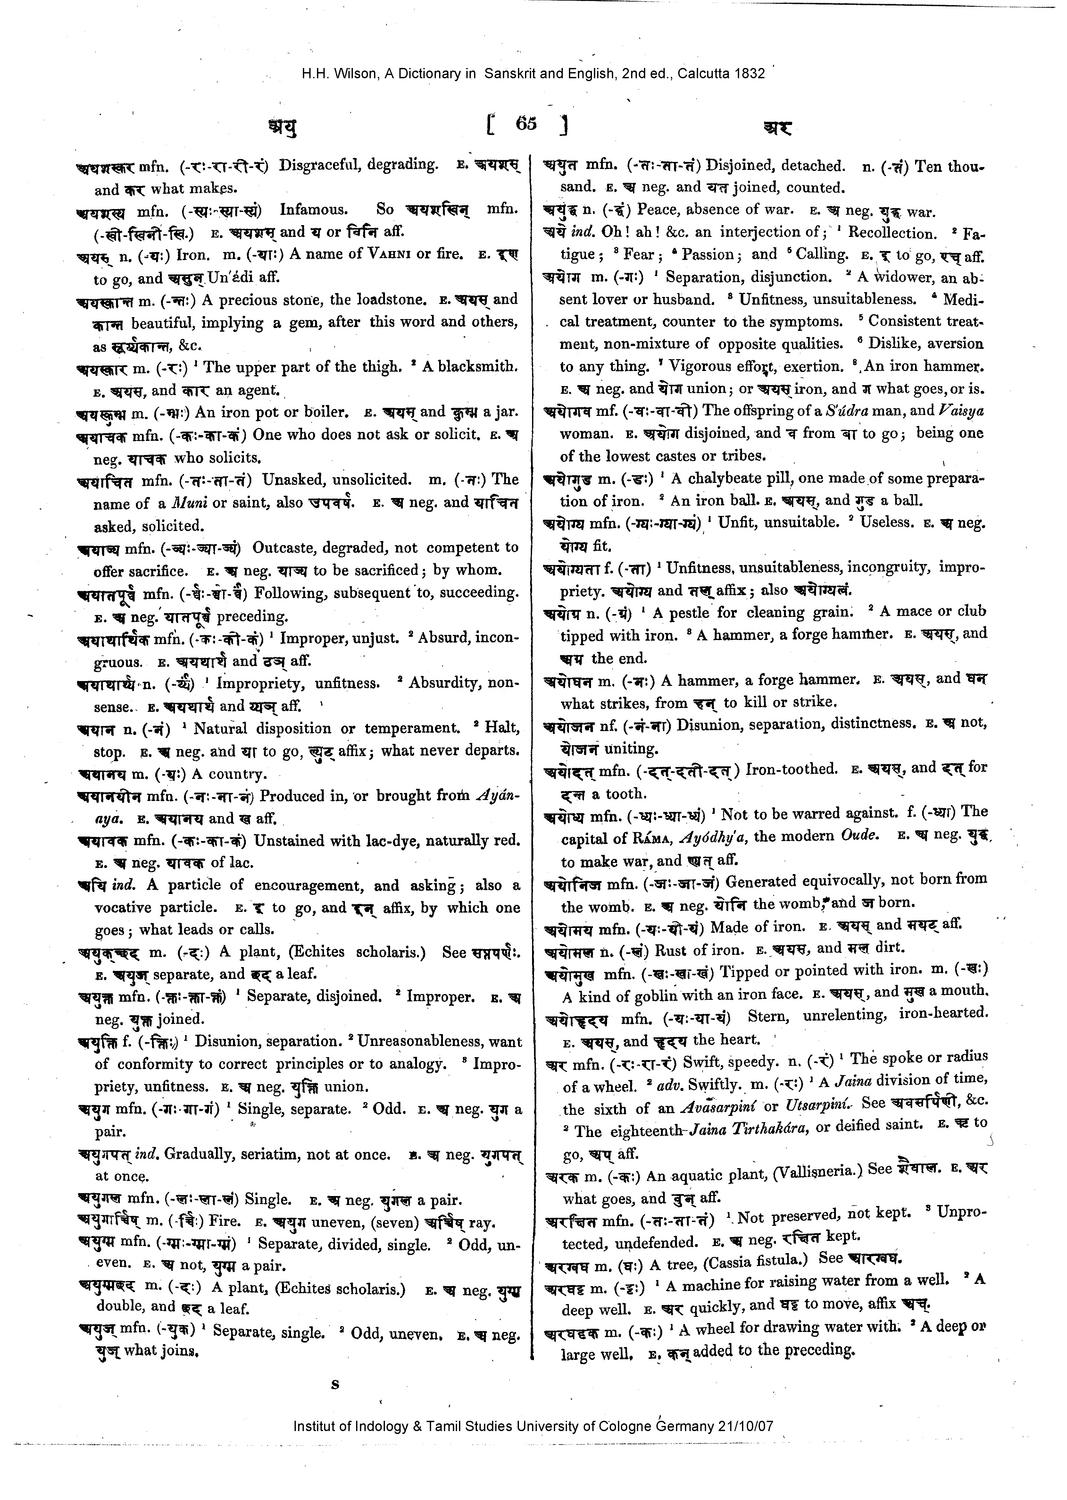 H.H. Wilson, A Dictionary in Sanskrit and English, 2nd ed., Calcutta 1832
अयु [ 65 ] अर
अयशस्कर mfn. (-रः-रा-री-रं) Disgraceful, degrading. E. अयशस्
and कर what makes.
अयशस्य mfn. (-स्यः-स्या-स्यं) Infamous. So अयशखिन् mfn.
(-खी-खिनी-खि.) E. अयशस् and य or विनि aff.
अयस् n. (-यः) Iron. m. (-याः) A name of VAHNI or fire. E. इण
to go, and असुन् Un'ádi aff.
अयस्कान्त m. (-न्तः) A precious stone, the loadstone. E. अयस् and
कान्त beautiful, implying a gem, after this word and others,
as सूर्य्यकान्त, &c.
अयस्कार m. (-रः) ¹ The upper part of the thigh. ² A blacksmith.
E. अयस, and कार an agent.
अयस्कुम्भ m. (-म्भः) An iron pot or boiler. E. अयस् and कुम्भ a jar.
अयाचक mfn. (-कः-का-कं) One who does not ask or solicit. E. अ
neg. याचक who solicits.
अयाचित mfn. (-तः-ता-तं) Unasked, unsolicited. m. (-तः) The
name of a Muni or saint, also उपवर्ष. E. अ neg. and याचित
asked, solicited.
अयाज्य mfn. (-ज्यः-ज्या-ज्यं) Outcaste, degraded, not competent to
offer sacrifice. E. अ neg. याज्य to be sacrificed; by whom.
अयातपूर्व्व mfn. (-र्व्वः-र्व्वा-र्व्वं) Following, subsequent to, succeeding.
E. अ neg. यातपूर्व्व preceding.
अयाथार्थिक mfn. (-कः-की-कं) ¹ Improper, unjust. ² Absurd, incon-
gruous. E. अयथार्थ and ठञ् aff.
अयाथार्थ्य n. (-र्थ्यं) ¹ Impropriety, unfitness. ² Absurdity, non-
sense. E. अयथार्थ and ष्यञ् aff.
अयान n. (-नं) ¹ Natural disposition or temperament. ² Halt,
stop. E. अ neg. and या to go, ल्युट् affix; what never departs.
अयानय m. (-यः) A country.
अयानयीन mfn. (-नः-ना-नं) Produced in, or brought from Ayán-
aya. E. अयानय and ख aff.
अयावक mfn. (-कः-का-कं) Unstained with lac-dye, naturally red.
E. अ neg. यावक of lac.
अयि ind. A particle of encouragement, and asking; also a
vocative particle. E. इ to go, and इन् affix, by which one
goes; what leads or calls.
अयुक्च्छद m. (-दः) A plant, (Echites scholaris.) See सप्तपर्णः.
E. अयुज् separate, and छद a leaf.
अयुक्त mfn. (-क्तः-क्ता-क्तं) ¹ Separate, disjoined. ² Improper. E. अ
neg. युक्त joined.
अयुक्ति f. (-क्तिः) ¹ Disunion, separation. ² Unreasonableness, want
of conformity to correct principles or to analogy. ³ Impro-
priety, unfitness. E. अ neg. युक्ति union.
अयुग mfn. (-गः-गा-गं) ¹ Single, separate. ² Odd. E. अ neg. युग a
pair.
अयुगपत् ind. Gradually, seriatim, not at once. E. अ neg. युगपत्
at once.
अयुगल mfn. (-लः-ला-लं) Single. E. अ neg. युगल a pair.
अयुगार्चिष् m. (-र्चिः) Fire. E. अयुग uneven, (seven) अर्चिष् ray.
अयुग्म mfn. (-ग्मः-ग्मा-ग्मं) ¹ Separate, divided, single. ² Odd, un-
even. E. अ not, युग्म a pair.
अयुग्मच्छद m. (-दः) A plant, (Echites scholaris.) E. अ neg. युग्म
double, and छद a leaf.
अयुज् mfn. (-युक्) ¹ Separate, single. ² Odd, uneven. E. अ neg.
युज् what joins.
अयुत mfn. (-तः-ता-तं) Disjoined, detached. n. (-तं) Ten thou-
sand. E. अ neg. and यत joined, counted.
अयुद्ध n. (-द्धं) Peace, absence of war. E. अ neg. युद्ध war.
अये ind. Oh! ah! &c. an interjection of; ¹ Recollection. ² Fa-
tigue; ³ Fear; ⁴ Passion; and ⁵ Calling. E. इ to go, एच् aff.
अयोग m. (-गः) ¹ Separation, disjunction. ² A widower, an ab-
sent lover or husband. ³ Unfitness, unsuitableness. ⁴ Medi-
cal treatment, counter to the symptoms. ⁵ Consistent treat-
ment, non-mixture of opposite qualities. ⁶ Dislike, aversion
to any thing. ⁷ Vigorous effort, exertion. ⁸ An iron hammer.
E. अ neg. and योग union; or अयस् iron, and ग what goes, or is.
अयोगव mf. (-वः-वा-वी) The offspring of a S'údra man, and Vaisya
woman. E. अयोग disjoined, and व from वा to go; being one
of the lowest castes or tribes.
अयोगुड m. (-डः) ¹ A chalybeate pill, one made of some prepara-
tion of iron. ² An iron ball. E. अयस्, and गुड a ball.
अयोग्य mfn. (-ग्यः-ग्या-ग्यं) ¹ Unfit, unsuitable. ² Useless. E. अ neg.
योग्य fit.
अयोग्यता f. (-ता) ¹ Unfitness, unsuitableness, incongruity, impro-
priety. E. अयोग्य and तल् affix; also अयोग्यत्वं.
अयोग्र n. (-ग्रं) ¹ A pestle for cleaning grain. ² A mace or club
tipped with iron. ³ A hammer, a forge hammer. E. अयस्, and
अग्र the end.
अयोघन m. (-नः) A hammer, a forge hammer. E. अयस्, and घन
what strikes, from हन् to kill or strike.
अयोजन nf. (-नं-ना) Disunion, separation, distinctness. E. अ not,
योजन uniting.
अयोदत् mfn. (-दत्-दती-दत्) Iron-toothed. E. अयस्, and दत् for
दन्त a tooth.
अयोध्य mfn. (-ध्यः-ध्या-ध्यं) ¹ Not to be warred against. f. (-ध्या) The
capital of RÁMA, Ayódhy'a, the modern Oude. E. अ neg. युद्ध,
to make war, and ण्यत् aff.
अयोनिज mfn. (-जः-जा-जं) Generated equivocally, not born from
the womb. E. अ neg. योनि the womb, and ज born.
अयोमय mfn. (-यः-यी-यं) Made of iron. E. अयस् and मयट् aff.
अयोमल n. (-लं) Rust of iron. E. अयस्, and मल dirt.
अयोमुख mfn. (-खः-खा-खं) Tipped or pointed with iron. m. (-खः)
A kind of goblin with an iron face. E. अयस्, and मुख a mouth.
अयोहृदय mfn. (-यः-या-यं) Stern, unrelenting, iron-hearted.
E. अयस्, and हृदय the heart.
अर mfn. (-रः-रा-रं) Swift, speedy. n. (-रं) ¹ The spoke or radius
of a wheel. ² adv. Swiftly. m. (-रः) ¹ A Jaina division of time,
the sixth of an Avasarpiní or Utsarpiní. See अवसर्पिणी, &c.
² The eighteenth Jaina Tirthakára, or deified saint. E. ऋ to
go, अप् aff.
अरक m. (-कः) An aquatic plant, (Vallisneria.) See शैवाल. E. अर
what goes, and वुन् aff.
अरक्षित mfn. (-तः-ता-तं) ¹ Not preserved, not kept. ² Unpro-
tected, undefended. E. अ neg. रक्षित kept.
अरग्वध m. (धः) A tree, (Cassia fistula.) See आरग्वध.
अरघट्ट m. (-ट्टः) ¹ A machine for raising water from a well. ² A
deep well. E. अर quickly, and घट्ट to move, affix अच्.
अरघट्टक m. (-कः) ¹ A wheel for drawing water with. ² A deep or
large well. E. कन् added to the preceding.
S
Institut of Indology & Tamil Studies University of Cologne Germany 21/10/07